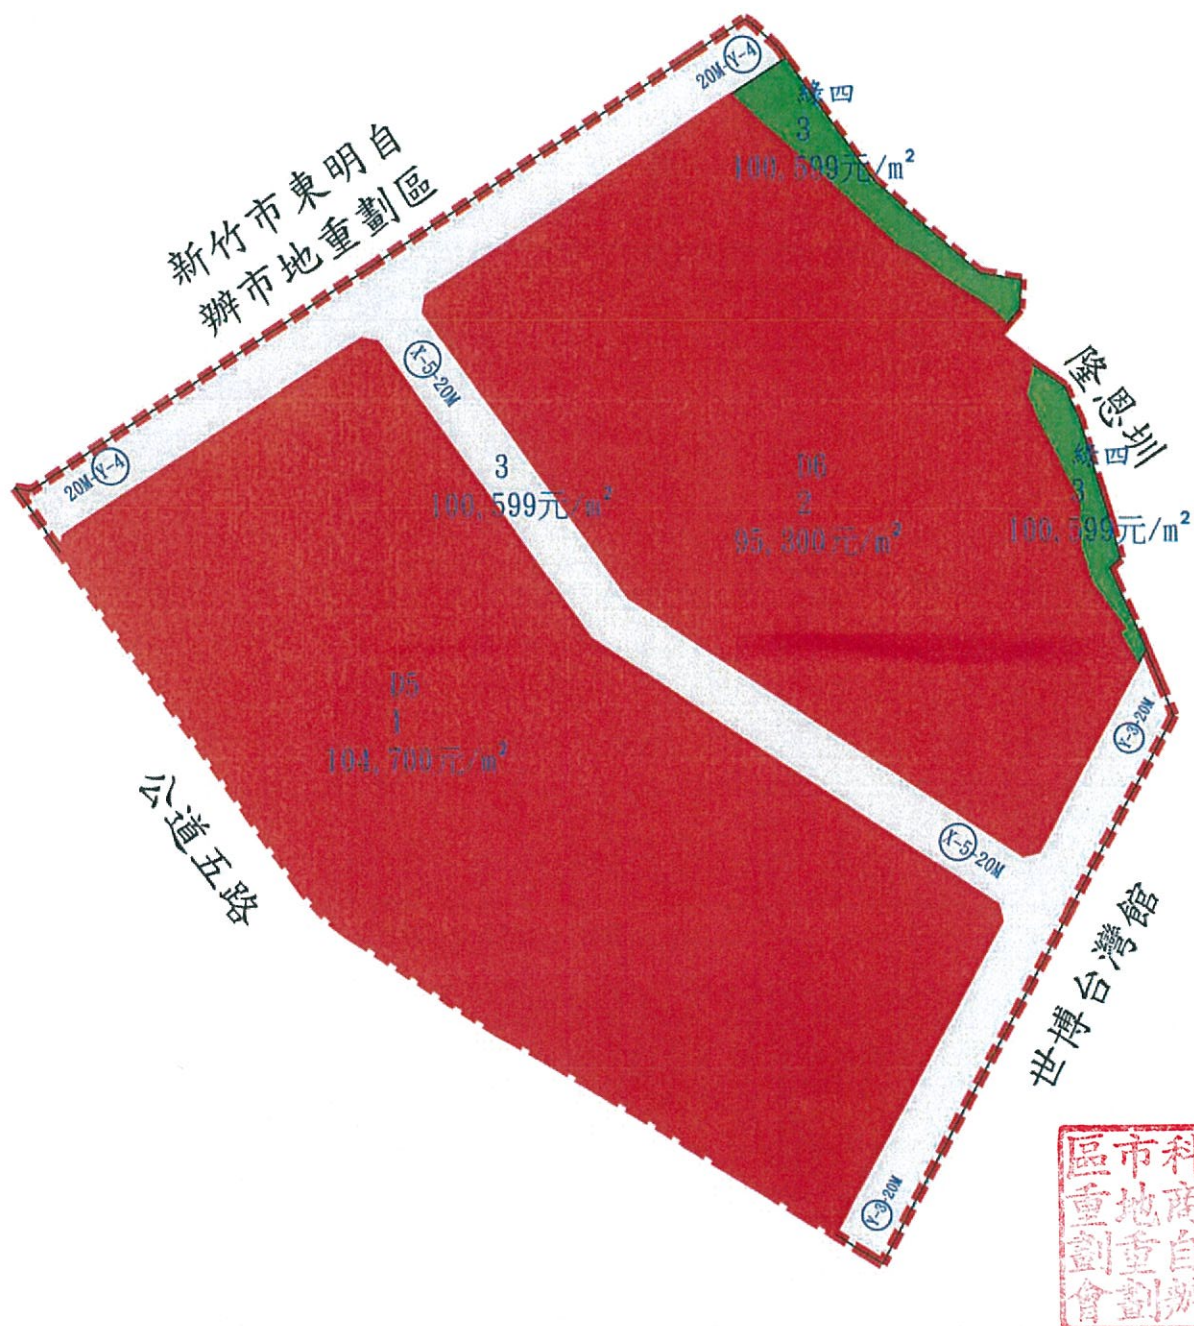 20M-Y-4
綠四
3
100,599元/m²
新竹市東明自
辦市地重劃區
X-5-20M
隆恩圳
20M-Y-4
3
100,599元/m²
D6
2
95,300元/m²
綠四
3
100,599元/m²
D5
1
104,700元/m²
Y-3-20M
公道五路
X-5-20M
世博台灣館
Y-3-20M
科市區
商地重
自重劃
辦劃會